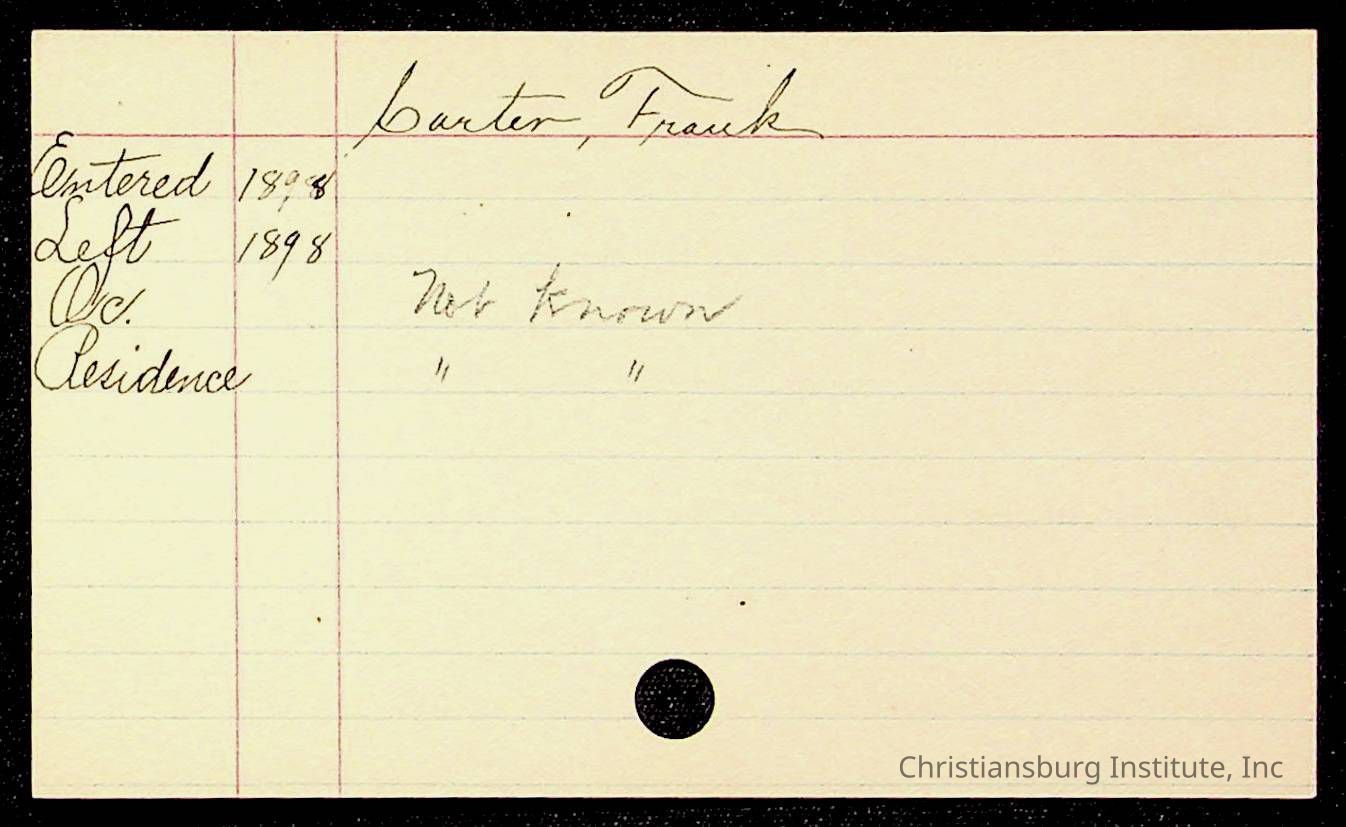 Carter, Frank
Entered 1898
Left 1898
Oc. Not Known
Residence " "
Christiansburg Institute, Inc